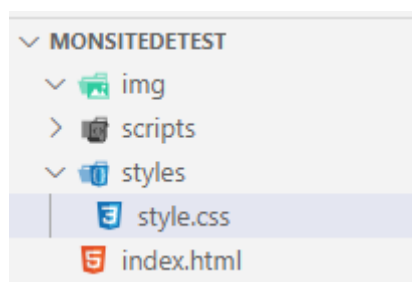 MONSITEDETEST
img
scripts
styles
style.css
index.html